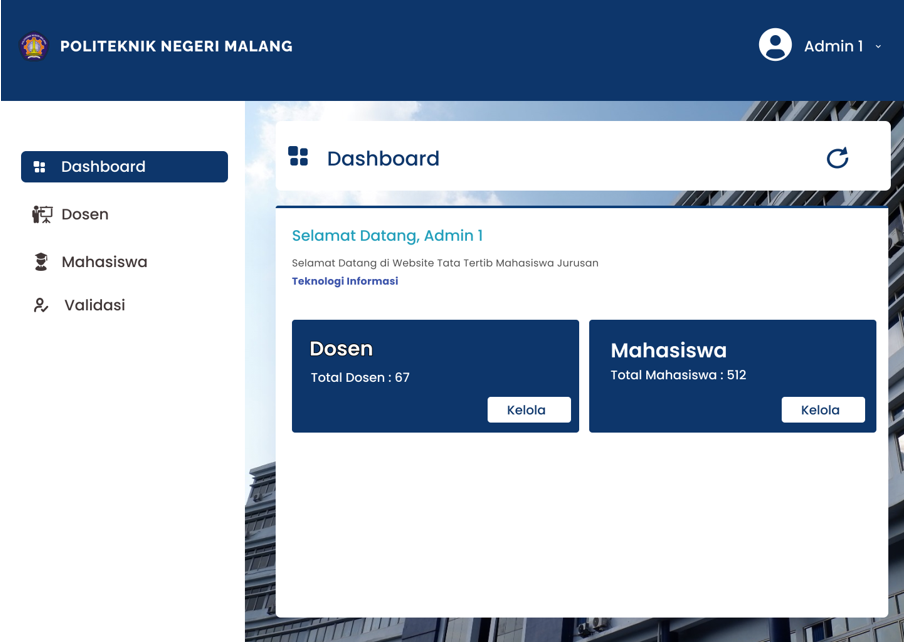 POLITEKNIK NEGERI MALANG
Admin 1
Dashboard
Dosen
Mahasiswa
Validasi
Dashboard
Selamat Datang, Admin 1
Selamat Datang di Website Tata Tertib Mahasiswa Jurusan
Teknologi Informasi
Dosen
Total Dosen : 67
Kelola
Mahasiswa
Total Mahasiswa : 512
Kelola